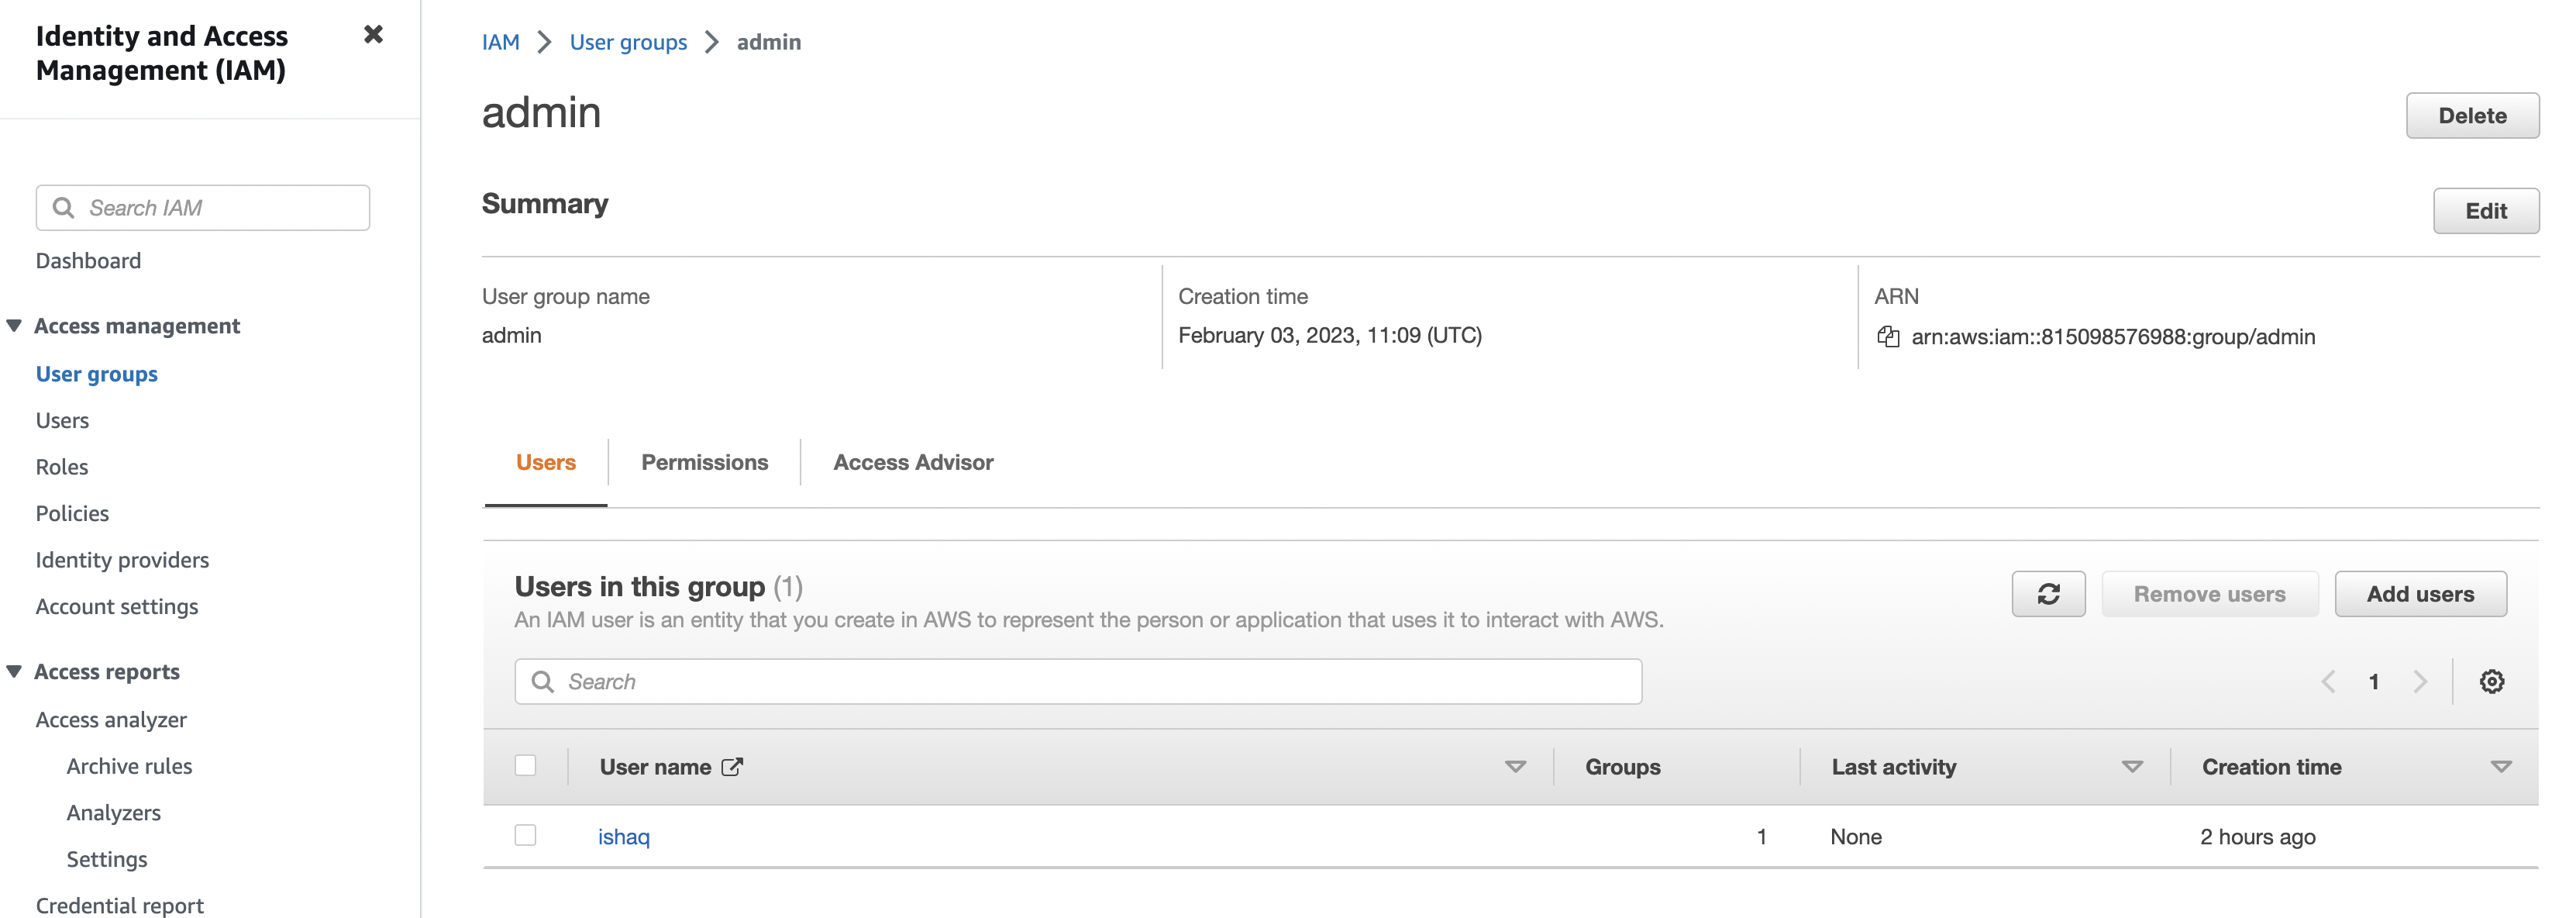 Identity and Access
Management (IAM)
Search IAM
Dashboard
Access management
User groups
Users
Roles
Policies
Identity providers
Account settings
Access reports
Access analyzer
Archive rules
Analyzers
Settings
Credential report
IAM > User groups > admin
admin
Delete
Summary
Edit
User group name
admin
Creation time
February 03, 2023, 11:09 (UTC)
ARN
arn:aws:iam::815098576988:group/admin
Users Permissions Access Advisor
Users in this group (1)
An IAM user is an entity that you create in AWS to represent the person or application that uses it to interact with AWS.
Remove users Add users
Search
1
User name Groups Last activity Creation time
ishaq 1 None 2 hours ago